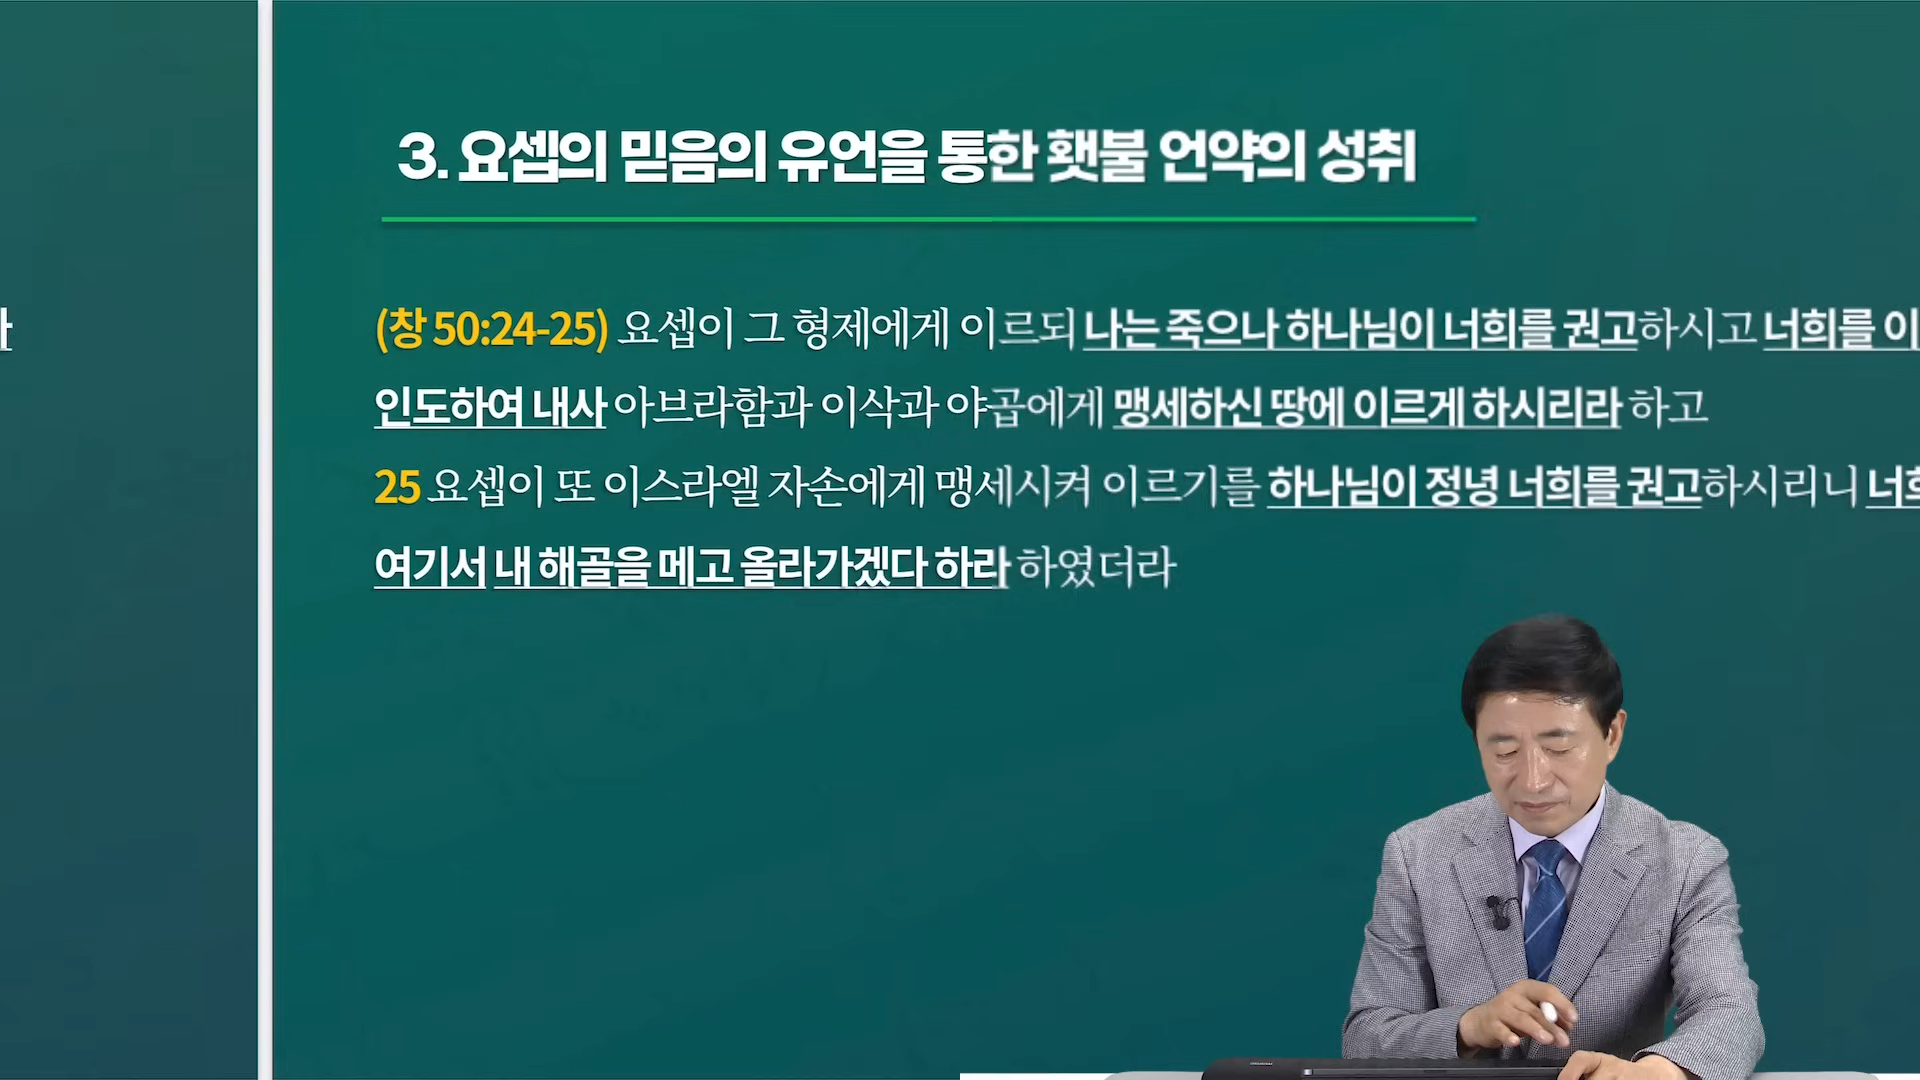 3. 요셉의 믿음의 유언을 통한 횃불 언약의 성취
(창 50:24-25) 요셉이 그 형제에게 이르되 나는 죽으나 하나님이 너희를 권고하시고 너희를 이
인도하여 내사 아브라함과 이삭과 야곱에게 맹세하신 땅에 이르게 하시리라 하고
25 요셉이 또 이스라엘 자손에게 맹세시켜 이르기를 하나님이 정녕 너희를 권고하시리니
여기서 내 해골을 메고 올라가겠다 하라 하였더라